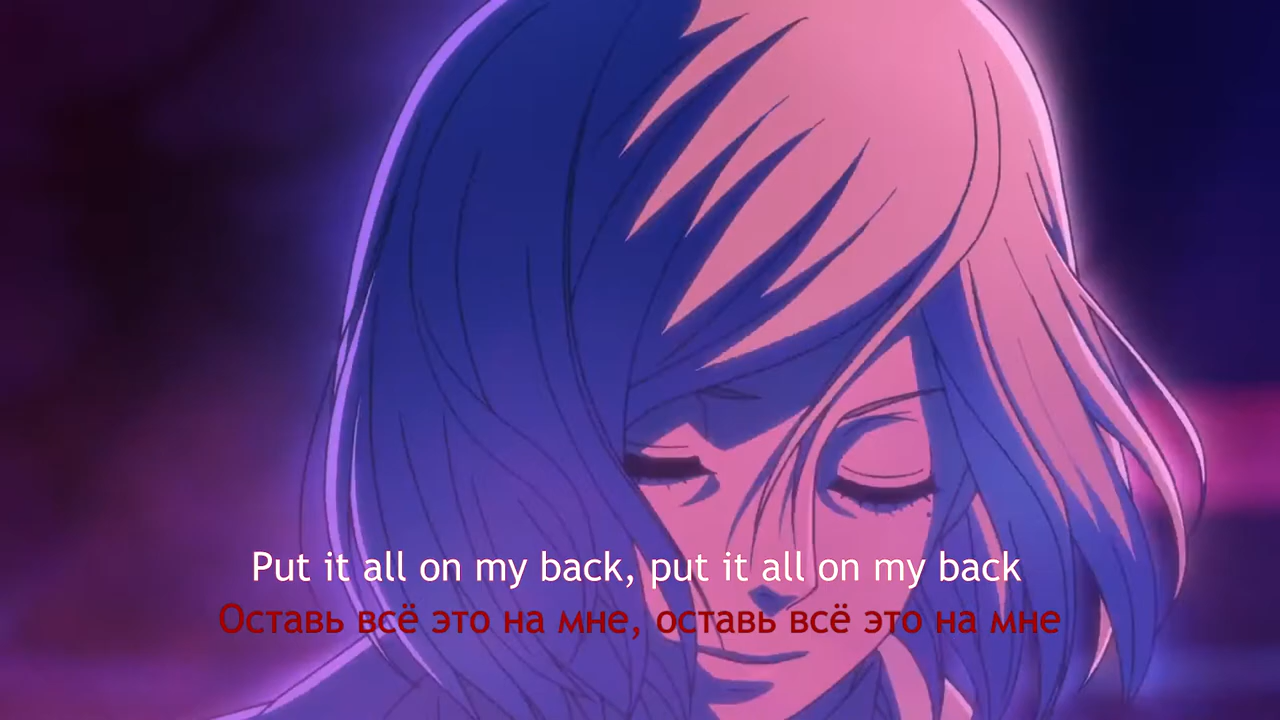 Put it all on my back, put it all on my back
Оставь всё это на мне, оставь всё это на мне